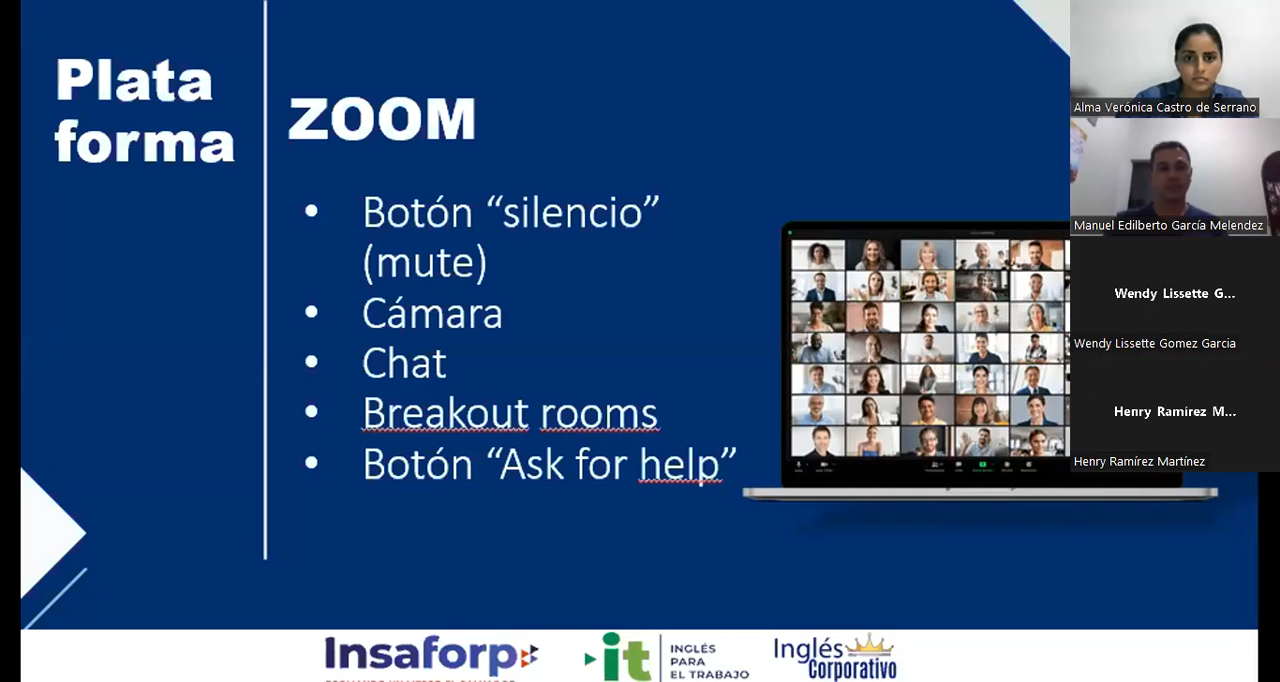 Plata
forma
ZOOM
• Botón “silencio”
(mute)
• Cámara
• Chat
• Breakout rooms
• Botón “Ask for help”
Alma Verónica Castro de Serrano
Manuel Edilberto García Melendez
Wendy Lissette G...
Wendy Lissette Gomez Garcia
Henry Ramírez M...
Henry Ramírez Martínez
Insaforp
it
INGLÉS
PARA
EL TRABAJO
Inglés
Corporativo